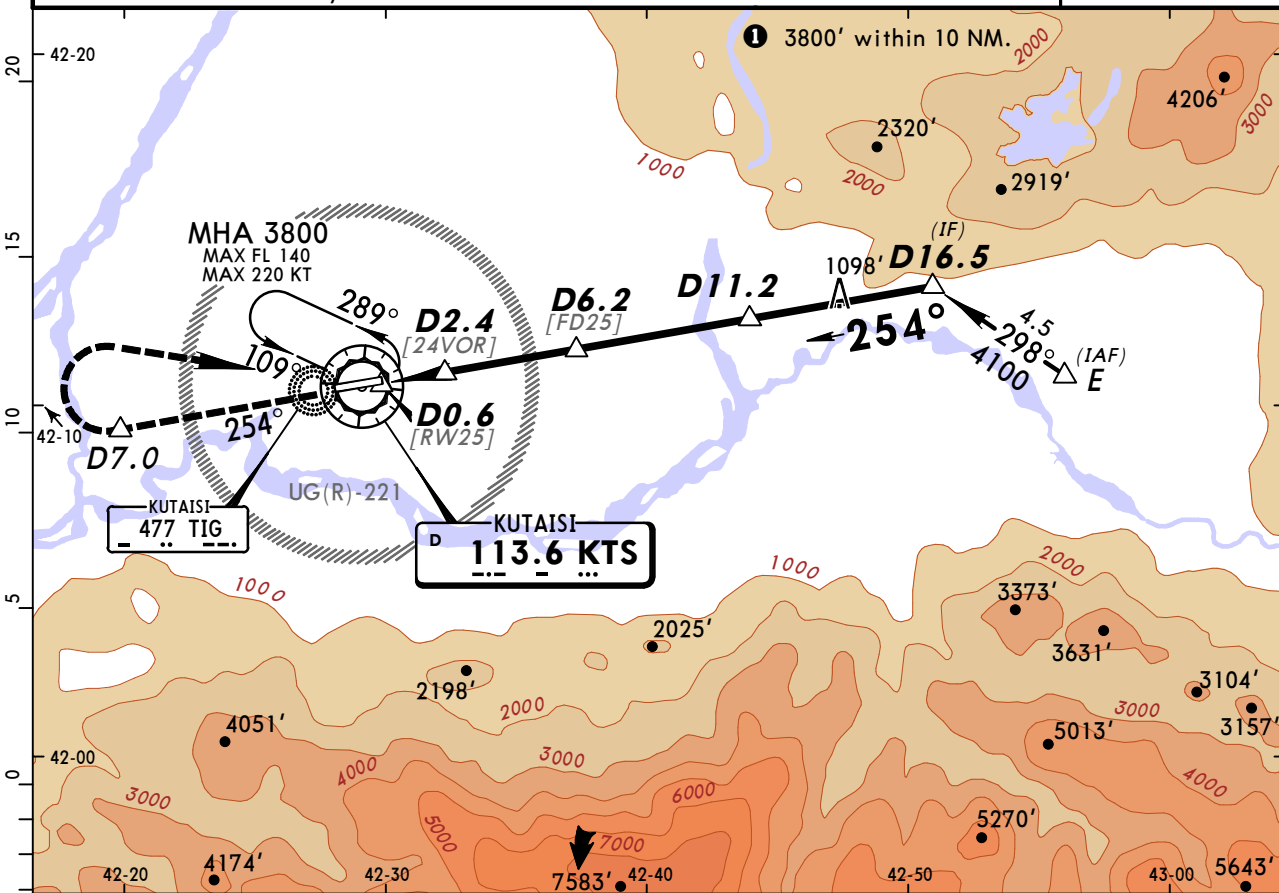 ❶ 3800' within 10 NM.
2000
42-20
20
4206'
3000
2320'
1000
2000
2919'
MHA 3800
MAX FL 140
MAX 220 KT
(IF)
D16.5
1098'
15
D11.2
289°
D6.2
[FD25]
D2.4
[24VOR]
254°
4.5
298°
4100
(IAF)
E
109°
10
42-10
254°
D0.6
[RW25]
D7.0
UG(R)-221
KUTAISI
477 TIG
KUTAISI
D 113.6 KTS
1000
1000
2000
5
3373'
3631'
2025'
2198'
3104'
3157'
2000
3000
4051'
5013'
42-00
0
3000
4000
4000
3000
6000
5000
7000
5270'
4174'
7583'
5643'
42-20
42-30
42-40
42-50
43-00